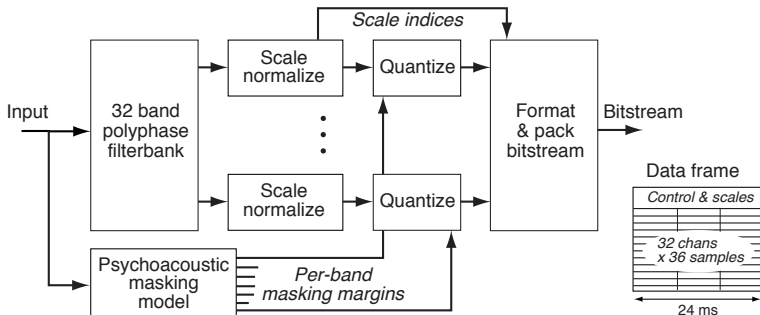 Scale indices
Scale
normalize
Quantize
Input
32 band
polyphase
filterbank
Format
& pack
bitstream
Bitstream
Scale
normalize
Quantize
Data frame
Control & scales
32 chans
x 36 samples
24 ms
Psychoacoustic
masking
model
Per-band
masking margins